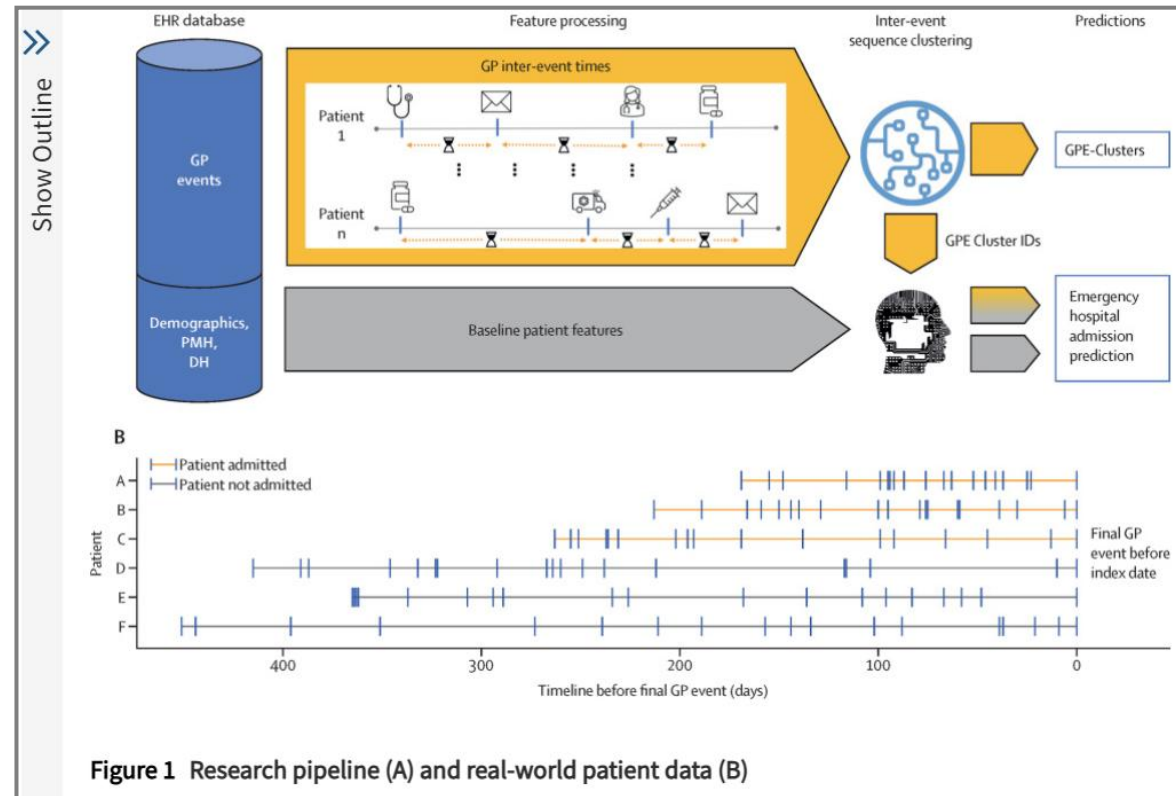 Show Outline
EHR database
Feature processing
Inter-event
sequence clustering
Predictions
GP inter-event times
Patient
1
GP
events
Patient
n
GPE-Clusters
GPE Cluster IDs
Demographics,
PMH,
DH
Baseline patient features
Emergency
hospital
admission
prediction
B
Patient admitted
Patient not admitted
Patient
A
B
C
D
E
F
Final GP
event before
index date
400
300
200
100
0
Timeline before final GP event (days)
Figure 1 Research pipeline (A) and real-world patient data (B)